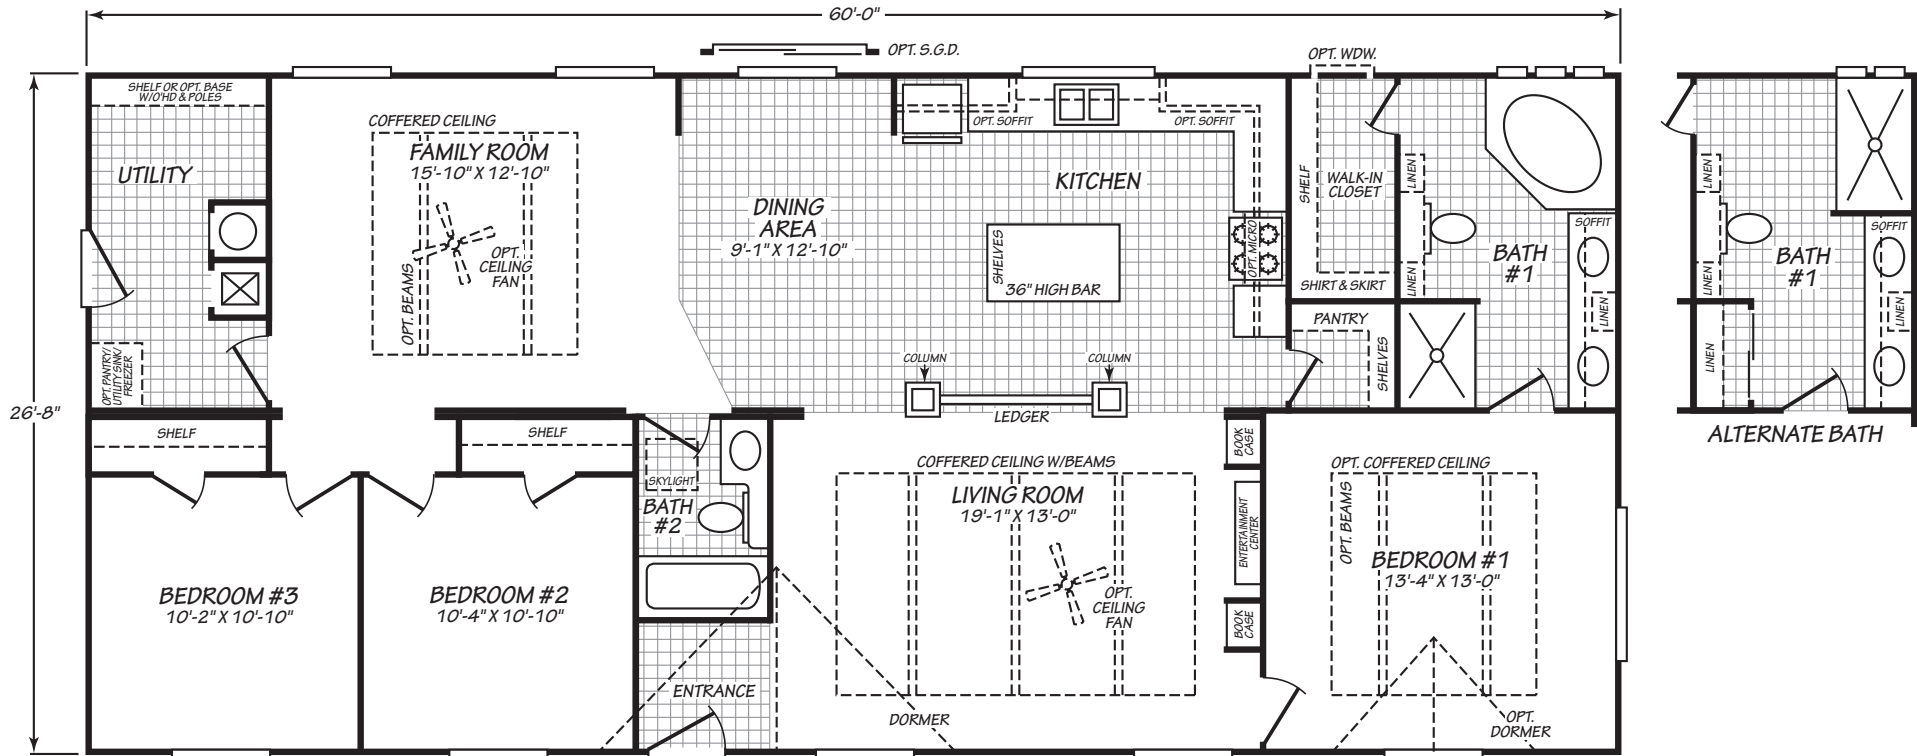 60'-0"
OPT. S.G.D.
OPT. WDW.
SHELF OR OPT. BASE
W/O'HD & POLES
UTILITY
OPT. PANTRY/
UTILITY SINK/
FREEZER
26'-8"
COFFERED CEILING
FAMILY ROOM
15'-10" X 12'-10"
OPT. BEAMS
OPT.
CEILING
FAN
DINING
AREA
9'-1" X 12'-10"
OPT. SOFFIT
OPT. SOFFIT
KITCHEN
SHELVES
36" HIGH BAR
OPT. MICRO
SHELF
WALK-IN
CLOSET
SHIRT & SKIRT
PANTRY
SHELVES
LINEN
LINEN
BATH
#1
SOFFIT
LINEN
COLUMN
COLUMN
LEDGER
LINEN
LINEN
LINEN
BATH
#1
SOFFIT
LINEN
ALTERNATE BATH
SHELF
SHELF
BEDROOM #3
10'-2" X 10'-10"
BEDROOM #2
10'-4" X 10'-10"
SKYLIGHT
BATH
#2
ENTRANCE
COFFERED CEILING W/BEAMS
LIVING ROOM
19'-1" X 13'-0"
OPT.
CEILING
FAN
DORMER
BOOK
CASE
ENTERTAINMENT
CENTER
BOOK
CASE
OPT. COFFERED CEILING
OPT. BEAMS
BEDROOM #1
13'-4" X 13'-0"
OPT.
DORMER